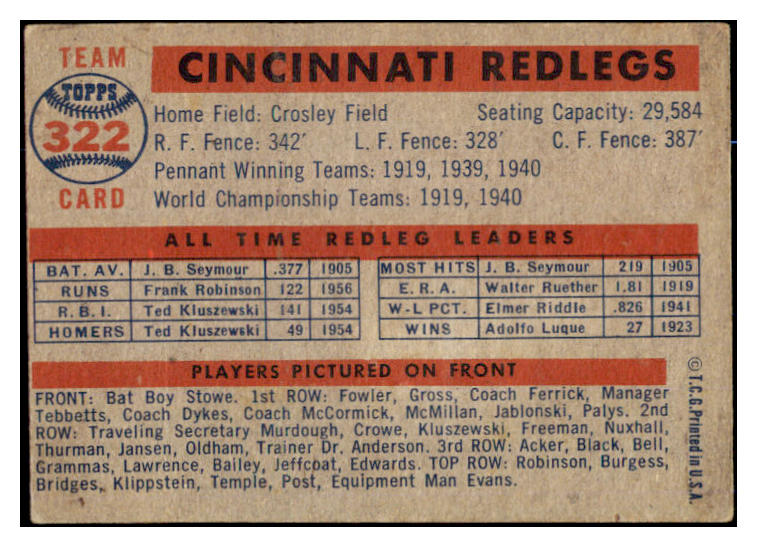 TEAM
TOPPS
322
CARD
CINCINNATI REDLEGS
Home Field: Crosley Field Seating Capacity: 29,584
R. F. Fence: 342′ L. F. Fence: 328′ C. F. Fence: 387′
Pennant Winning Teams: 1919, 1939, 1940
World Championship Teams: 1919, 1940
ALL TIME REDLEG LEADERS
BAT. AV. J. B. Seymour .377 1905 MOST HITS J. B. Seymour 219 1905
RUNS Frank Robinson 122 1956 E. R. A. Walter Ruether 1.81 1919
R. B. I. Ted Kluszewski 141 1954 W-L PCT. Elmer Riddle .826 1941
HOMERS Ted Kluszewski 49 1954 WINS Adolfo Luque 27 1923
PLAYERS PICTURED ON FRONT
FRONT: Bat Boy Stowe. 1st ROW: Fowler, Gross, Coach Ferrick, Manager
Tebbetts, Coach Dykes, Coach McCormick, McMillan, Jablonski, Palys. 2nd
ROW: Traveling Secretary Murdough, Crowe, Kluszewski, Freeman, Nuxhall,
Thurman, Jansen, Oldham, Trainer Dr. Anderson. 3rd ROW: Acker, Black, Bell,
Grammas, Lawrence, Bailey, Jeffcoat, Edwards. TOP ROW: Robinson, Burgess,
Bridges, Klippstein, Temple, Post, Equipment Man Evans.
© T.C.G. Printed in U.S.A.